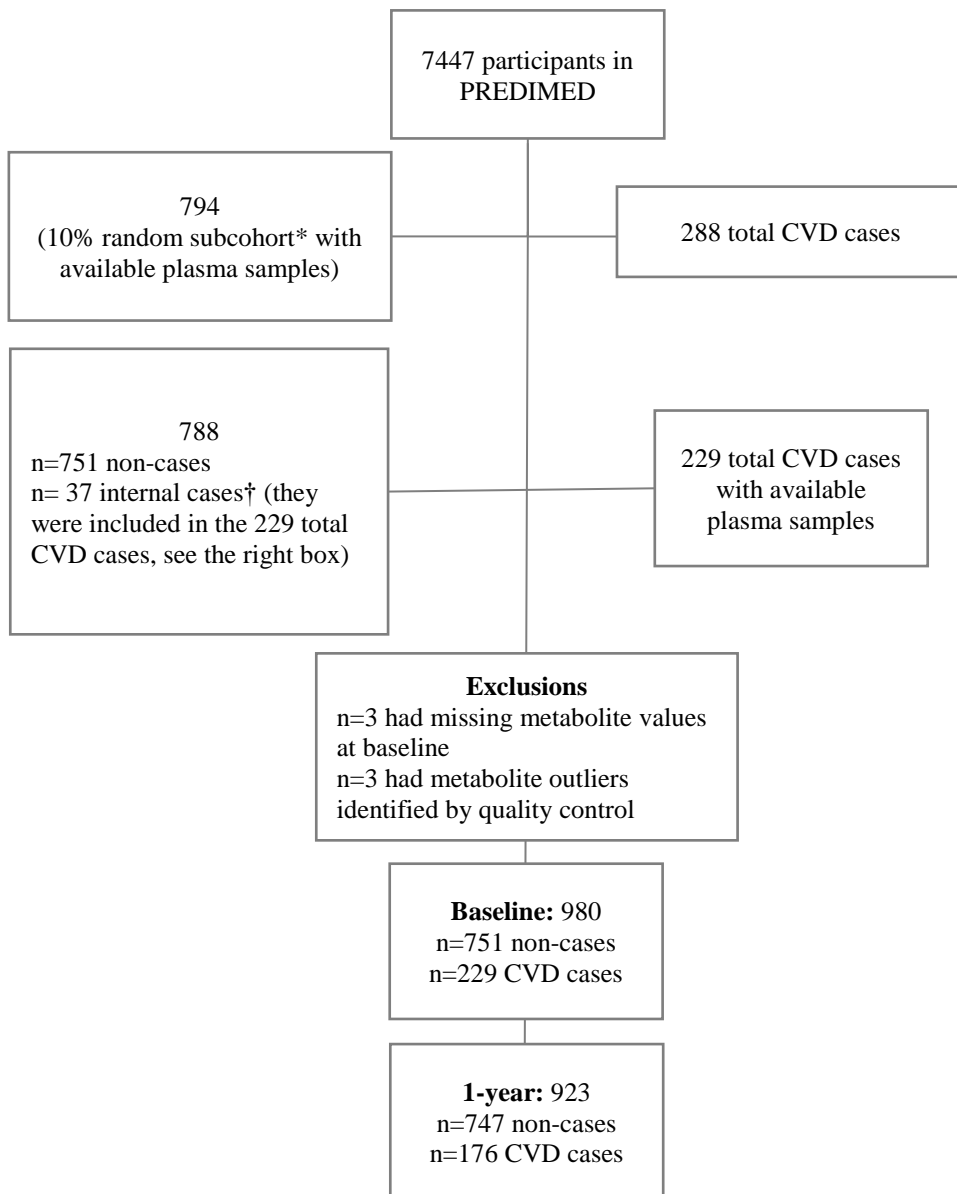 7447 participants in
PREDIMED
794
(10% random subcohort* with
available plasma samples)
288 total CVD cases
788
n=751 non-cases
n= 37 internal cases† (they
were included in the 229 total
CVD cases, see the right box)
229 total CVD cases
with available
plasma samples
Exclusions
n=3 had missing metabolite values
at baseline
n=3 had metabolite outliers
identified by quality control
Baseline: 980
n=751 non-cases
n=229 CVD cases
1-year: 923
n=747 non-cases
n=176 CVD cases